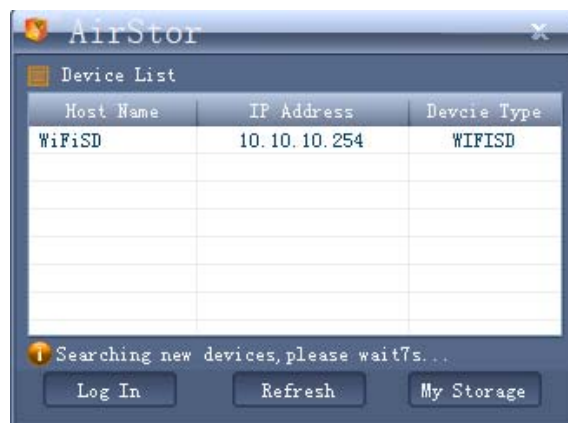 AirStor
Device List
Host Name IP Address Devcie Type
WiFiSD 10.10.10.254 WIFISD
Searching new devices,please wait7s...
Log In Refresh My Storage